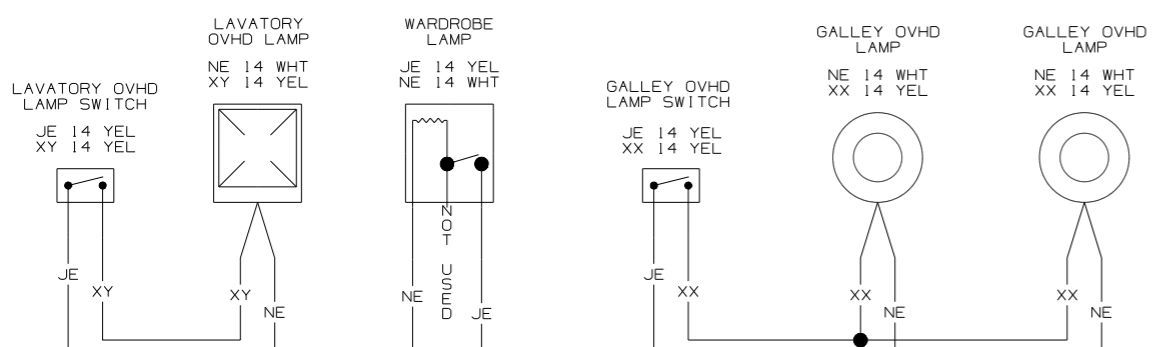 LAVATORY OVHD
LAMP SWITCH
JE 14 YEL
XY 14 YEL
JE
XY
LAVATORY
OVHD LAMP
NE 14 WHT
XY 14 YEL
XY
NE
WARDROBE
LAMP
JE 14 YEL
NE 14 WHT
NE
NOT USED
JE
GALLEY OVHD
LAMP SWITCH
JE 14 YEL
XX 14 YEL
JE
XX
GALLEY OVHD
LAMP
NE 14 WHT
XX 14 YEL
XX
NE
GALLEY OVHD
LAMP
NE 14 WHT
XX 14 YEL
XX
NE